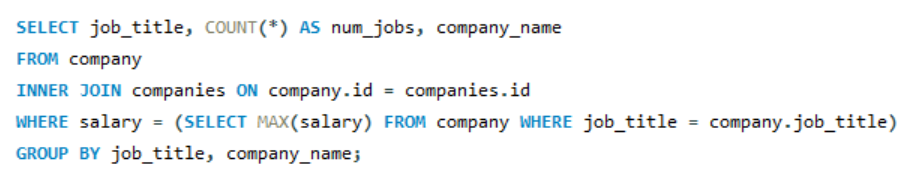 SELECT job_title, COUNT(*) AS num_jobs, company_name
FROM company
INNER JOIN companies ON company.id = companies.id
WHERE salary = (SELECT MAX(salary) FROM company WHERE job_title = company.job_title)
GROUP BY job_title, company_name;